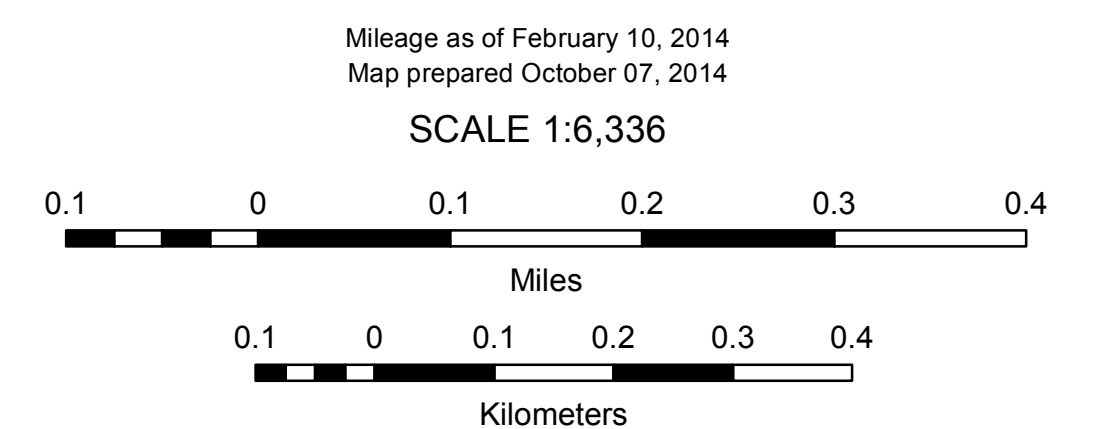 Mileage as of February 10, 2014
Map prepared October 07, 2014
SCALE 1:6,336
0.1 0 0.1 0.2 0.3 0.4
Miles
0.1 0 0.1 0.2 0.3 0.4
Kilometers